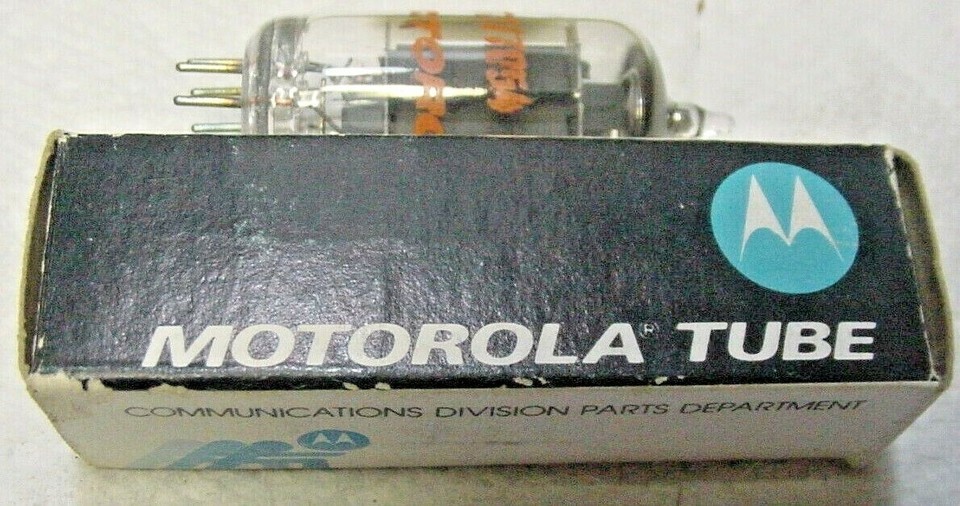 MOTOROLA® TUBE
COMMUNICATIONS DIVISION PARTS DEPARTMENT